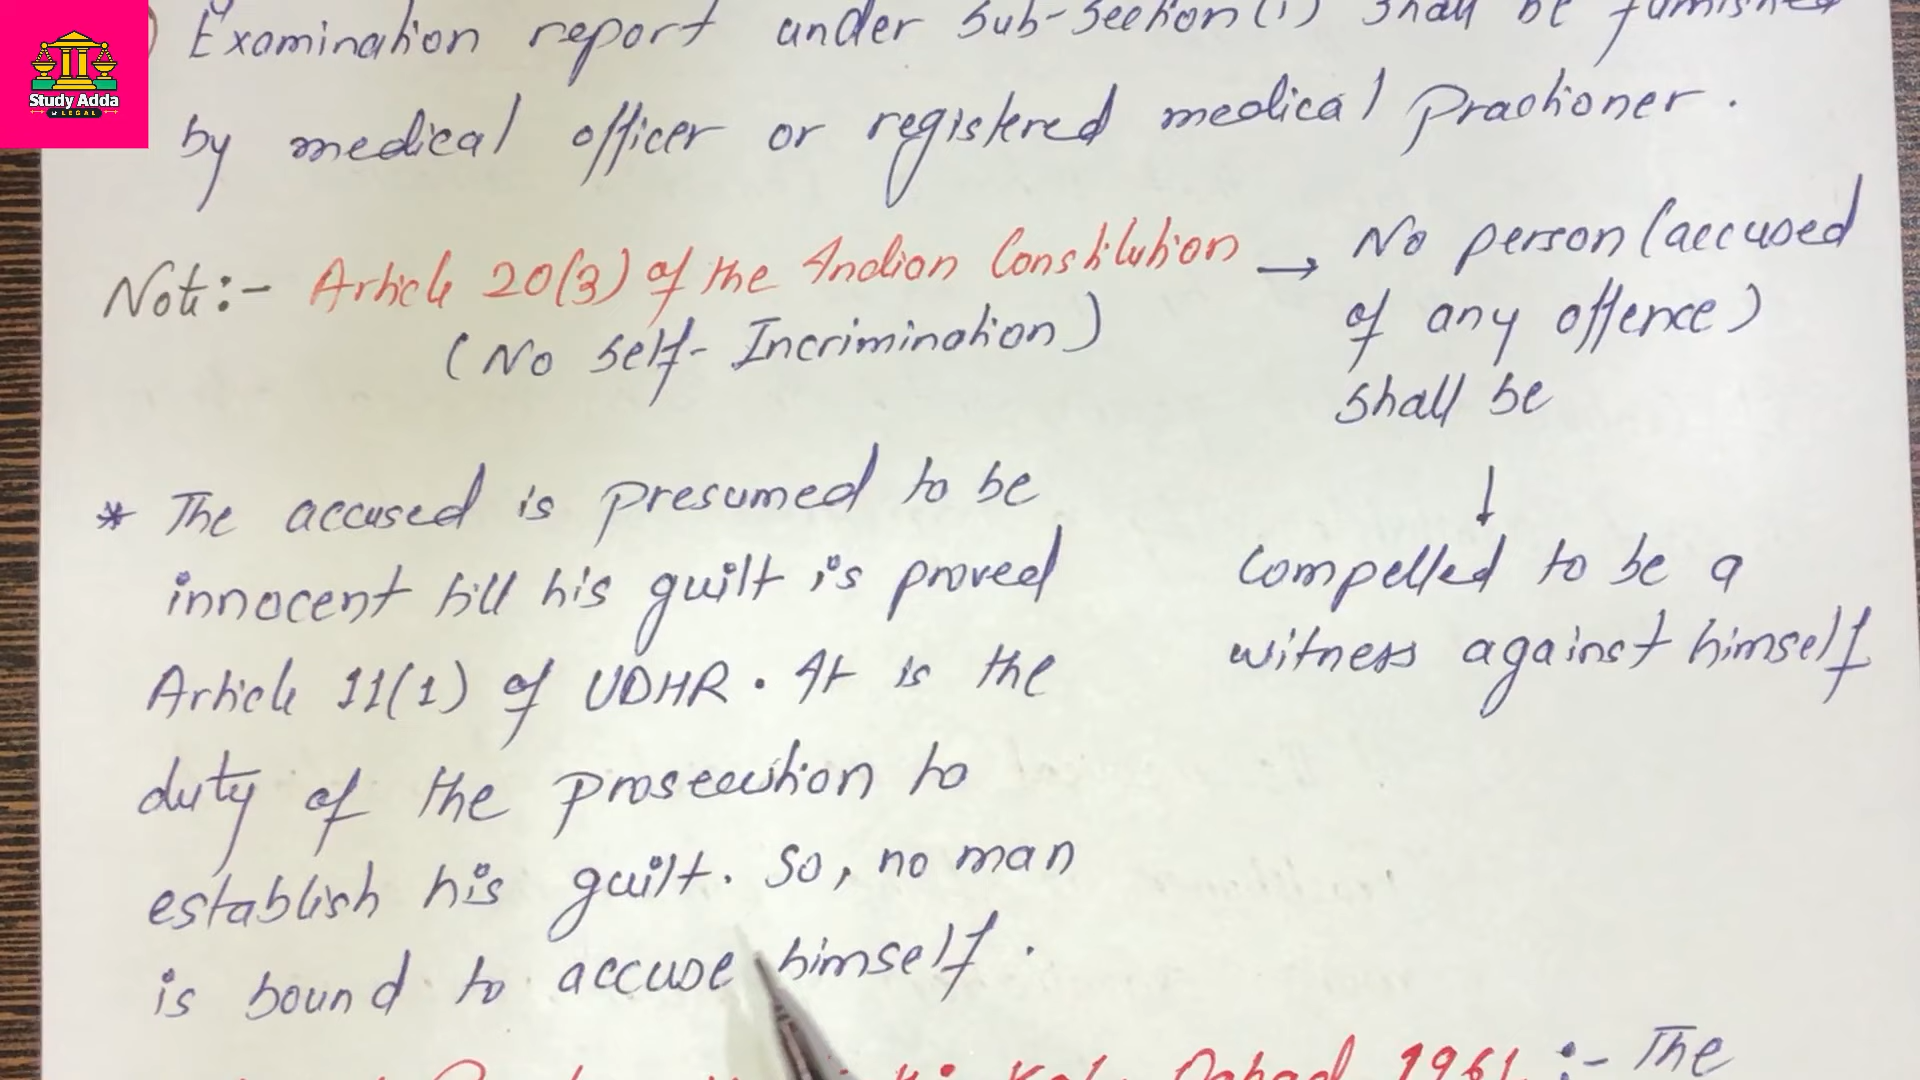 Study Adda
LEGAL
Examination report under Sub-Section (1) shall be furnished
by medical officer or registered medical Practioner.
Note:- Article 20(3) of the Indian Constitution → No person (accused
of any offence)
shall be
(No Self-Incrimination)
↓
Compelled to be a
witness against himself
* The accused is presumed to be
innocent till his guilt is proved
Article 11(1) of UDHR. It is the
duty of the prosecution to
establish his guilt. So, no man
is bound to accuse himself.
1961 :- The